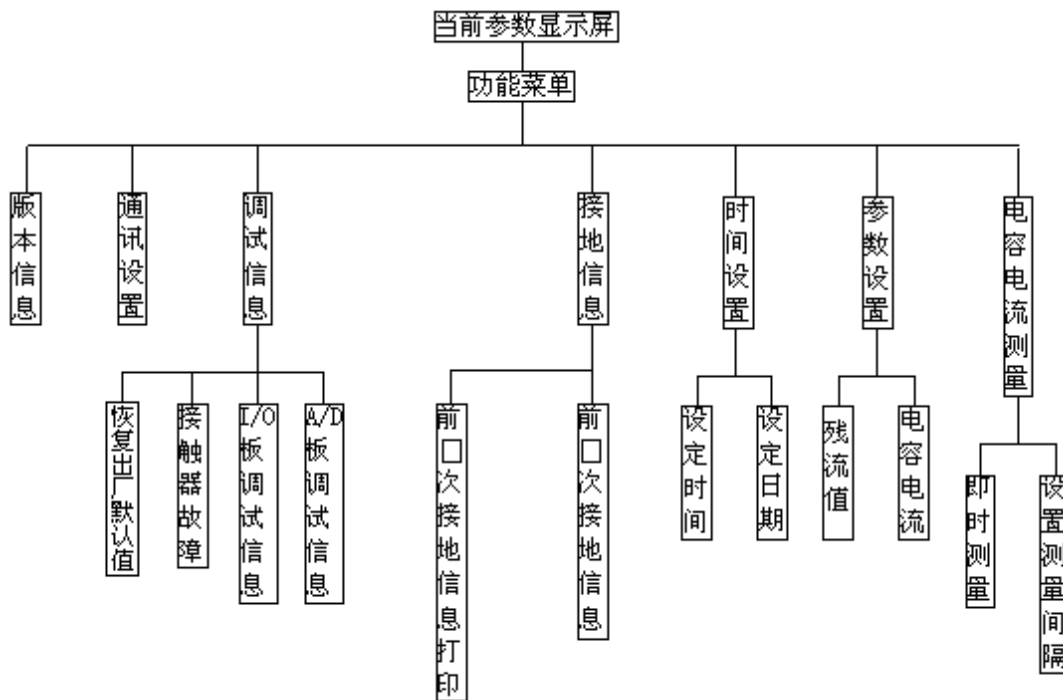 当前参数显示屏
功能菜单
版本信息
通讯设置
调试信息
接地信息
时间设置
参数设置
电容电流测量
恢复出厂默认值
接触器故障
I/O板调试信息
A/D板调试信息
前□次接地信息打印
前□次接地信息
设定时间
设定日期
残流值
电容电流
即时测量
设置测量间隔